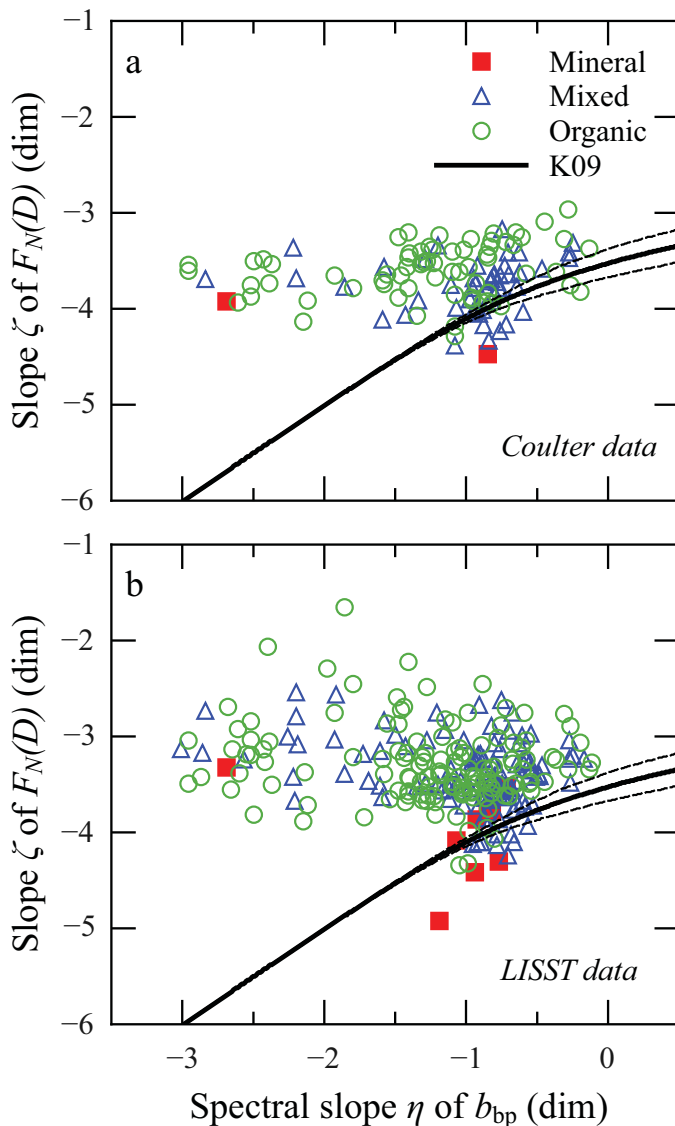 −1
a
Mineral
Mixed
−2
Organic
K09
−3
−4
−5
Coulter data
−6
Slope ζ of F_N(D) (dim)
−1
b
−2
−3
−4
−5
LISST data
−6
Slope ζ of F_N(D) (dim)
−3 −2 −1 0
Spectral slope η of b_bp (dim)